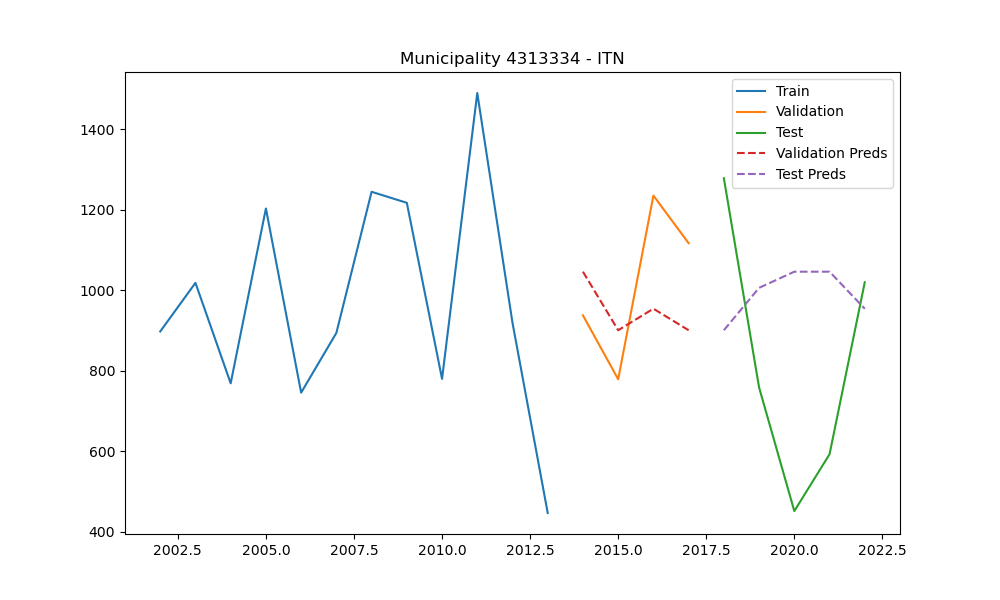 Municipality 4313334 - ITN
Train
Validation
Test
Validation Preds
Test Preds
1400
1200
1000
800
600
400
2002.5 2005.0 2007.5 2010.0 2012.5 2015.0 2017.5 2020.0 2022.5